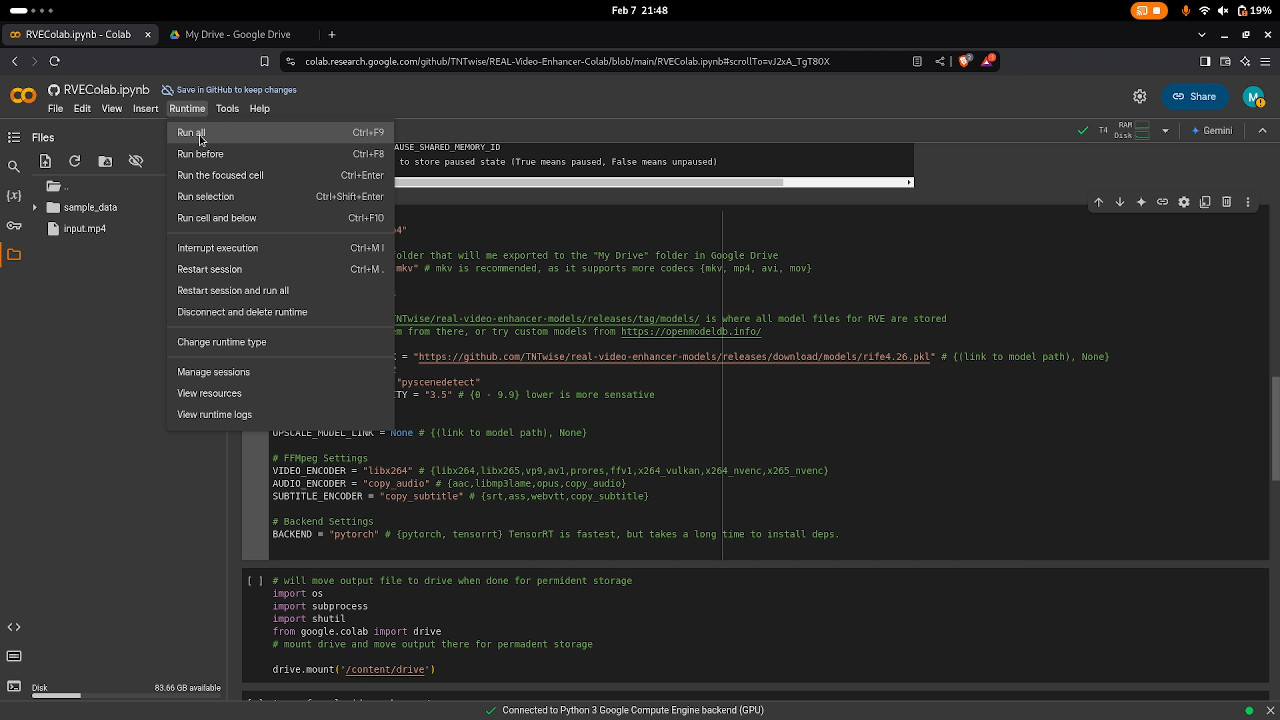 Feb 7 21:48
19%
RVEColab.ipynb - Colab
My Drive - Google Drive
colab.research.google.com/github/TNTwise/REAL-Video-Enhancer-Colab/blob/main/RVEColab.ipynb#scrollTo=vJ2xA_TgT80X
RVEColab.ipynb
Save in GitHub to keep changes
File Edit View Insert Runtime Tools Help
Share
M
Files
T4 RAM Disk
Gemini
..
sample_data
input.mp4
Run all Ctrl+F9
Run before Ctrl+F8
Run the focused cell Ctrl+Enter
Run selection Ctrl+Shift+Enter
Run cell and below Ctrl+F10
Interrupt execution Ctrl+M I
Restart session Ctrl+M .
Restart session and run all
Disconnect and delete runtime
Change runtime type
Manage sessions
View resources
View runtime logs
AUSE_SHARED_MEMORY_ID
to store paused state (True means paused, False means unpaused)
4"
older that will me exported to the "My Drive" folder in Google Drive
mkv" # mkv is recommended, as it supports more codecs {mkv, mp4, avi, mov}
TNTwise/real-video-enhancer-models/releases/tag/models/ is where all model files for RVE are stored
em from there, or try custom models from https://openmodeldb.info/
K = "https://github.com/TNTwise/real-video-enhancer-models/releases/download/models/rife4.26.pkl" # {(link to model path), None}
"pyscenedetect"
ITY = "3.5" # {0 - 9.9} lower is more sensative
UPSCALE_MODEL_LINK = None # {(link to model path), None}
# FFMpeg Settings
VIDEO_ENCODER = "libx264" # {libx264,libx265,vp9,av1,prores,ffv1,x264_vulkan,x264_nvenc,x265_nvenc}
AUDIO_ENCODER = "copy_audio" # {aac,libmp3lame,opus,copy_audio}
SUBTITLE_ENCODER = "copy_subtitle" # {srt,ass,webvtt,copy_subtitle}
# Backend Settings
BACKEND = "pytorch" # {pytorch, tensorrt} TensorRT is fastest, but takes a long time to install deps.
[ ] # will move output file to drive when done for permident storage
import os
import subprocess
import shutil
from google.colab import drive
# mount drive and move output there for permadent storage
drive.mount('/content/drive')
Disk 83.66 GB available
Connected to Python 3 Google Compute Engine backend (GPU)